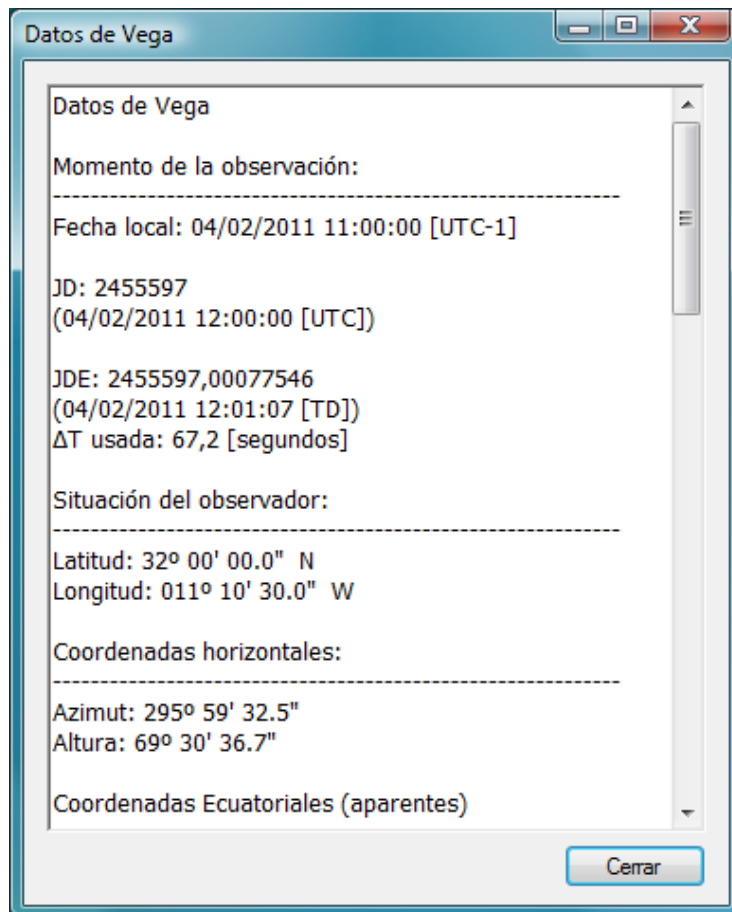 Datos de Vega
Datos de Vega
Momento de la observación:
------------------------------------------------------------
Fecha local: 04/02/2011 11:00:00 [UTC-1]
JD: 2455597
(04/02/2011 12:00:00 [UTC])
JDE: 2455597,00077546
(04/02/2011 12:01:07 [TD])
ΔT usada: 67,2 [segundos]
Situación del observador:
------------------------------------------------------------
Latitud: 32º 00' 00.0"  N
Longitud: 011º 10' 30.0"  W
Coordenadas horizontales:
------------------------------------------------------------
Azimut: 295º 59' 32.5"
Altura: 69º 30' 36.7"
Coordenadas Ecuatoriales (aparentes)
Cerrar